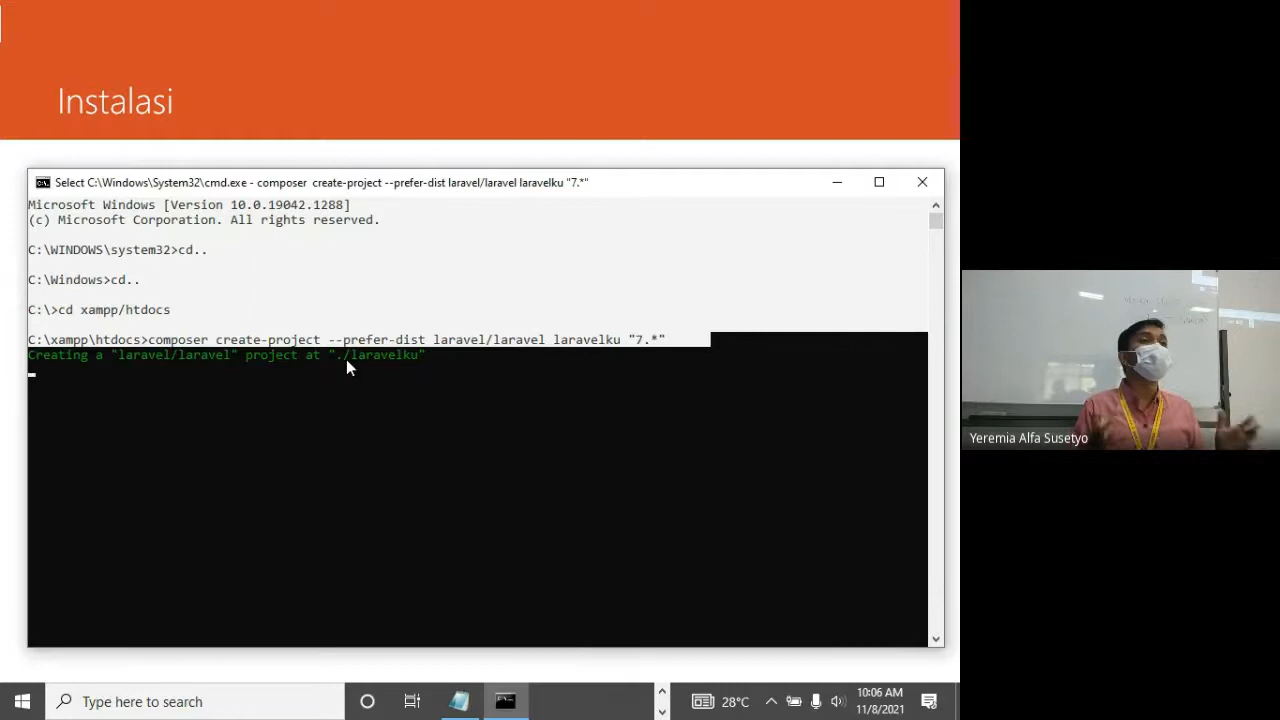 Instalasi
Select C:\Windows\System32\cmd.exe - composer  create-project --prefer-dist laravel/laravel laravelku "7.*"
Microsoft Windows [Version 10.0.19042.1288]
(c) Microsoft Corporation. All rights reserved.
C:\WINDOWS\system32>cd..
C:\Windows>cd..
C:\>cd xampp/htdocs
C:\xampp\htdocs>composer create-project --prefer-dist laravel/laravel laravelku "7.*"
Creating a "laravel/laravel" project at "./laravelku"
Yeremia Alfa Susetyo
Type here to search
28°C
10:06 AM
11/8/2021